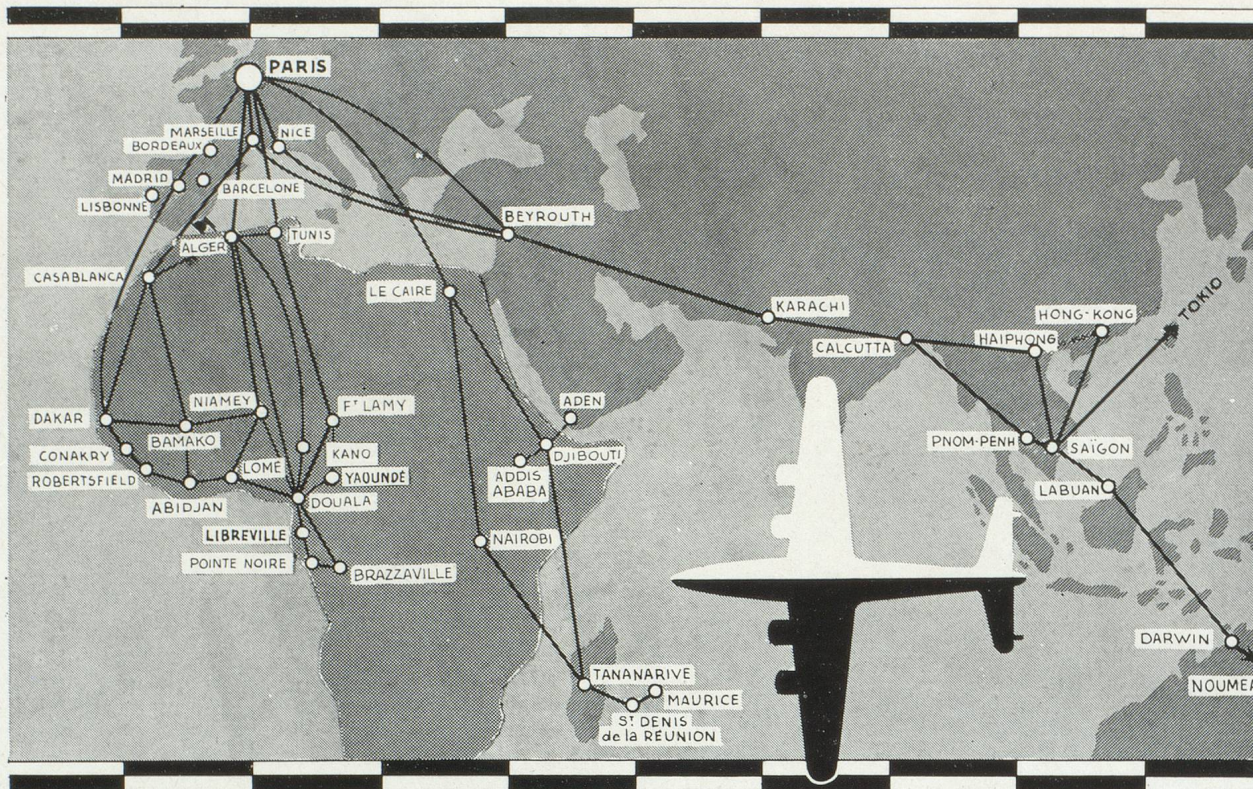 PARIS
MARSEILLE
NICE
BORDEAUX
MADRID
BARCELONE
LISBONNE
BEYROUTH
ALGER
TUNIS
CASABLANCA
LE CAIRE
KARACHI
TOKIO
HONG-KONG
CALCUTTA
HAIPHONG
NIAMEY
FT LAMY
ADEN
DAKAR
BAMAKO
PNOM-PENH
SAÏGON
CONAKRY
KANO
DJIBOUTI
ROBERTSFIELD
LOMÉ
YAOUNDÉ
ADDIS
ABABA
LABUAN
ABIDJAN
DOUALA
LIBREVILLE
NAIROBI
POINTE NOIRE
BRAZZAVILLE
DARWIN
TANANARIVE
NOUMEA
MAURICE
ST DENIS
de la RÉUNION